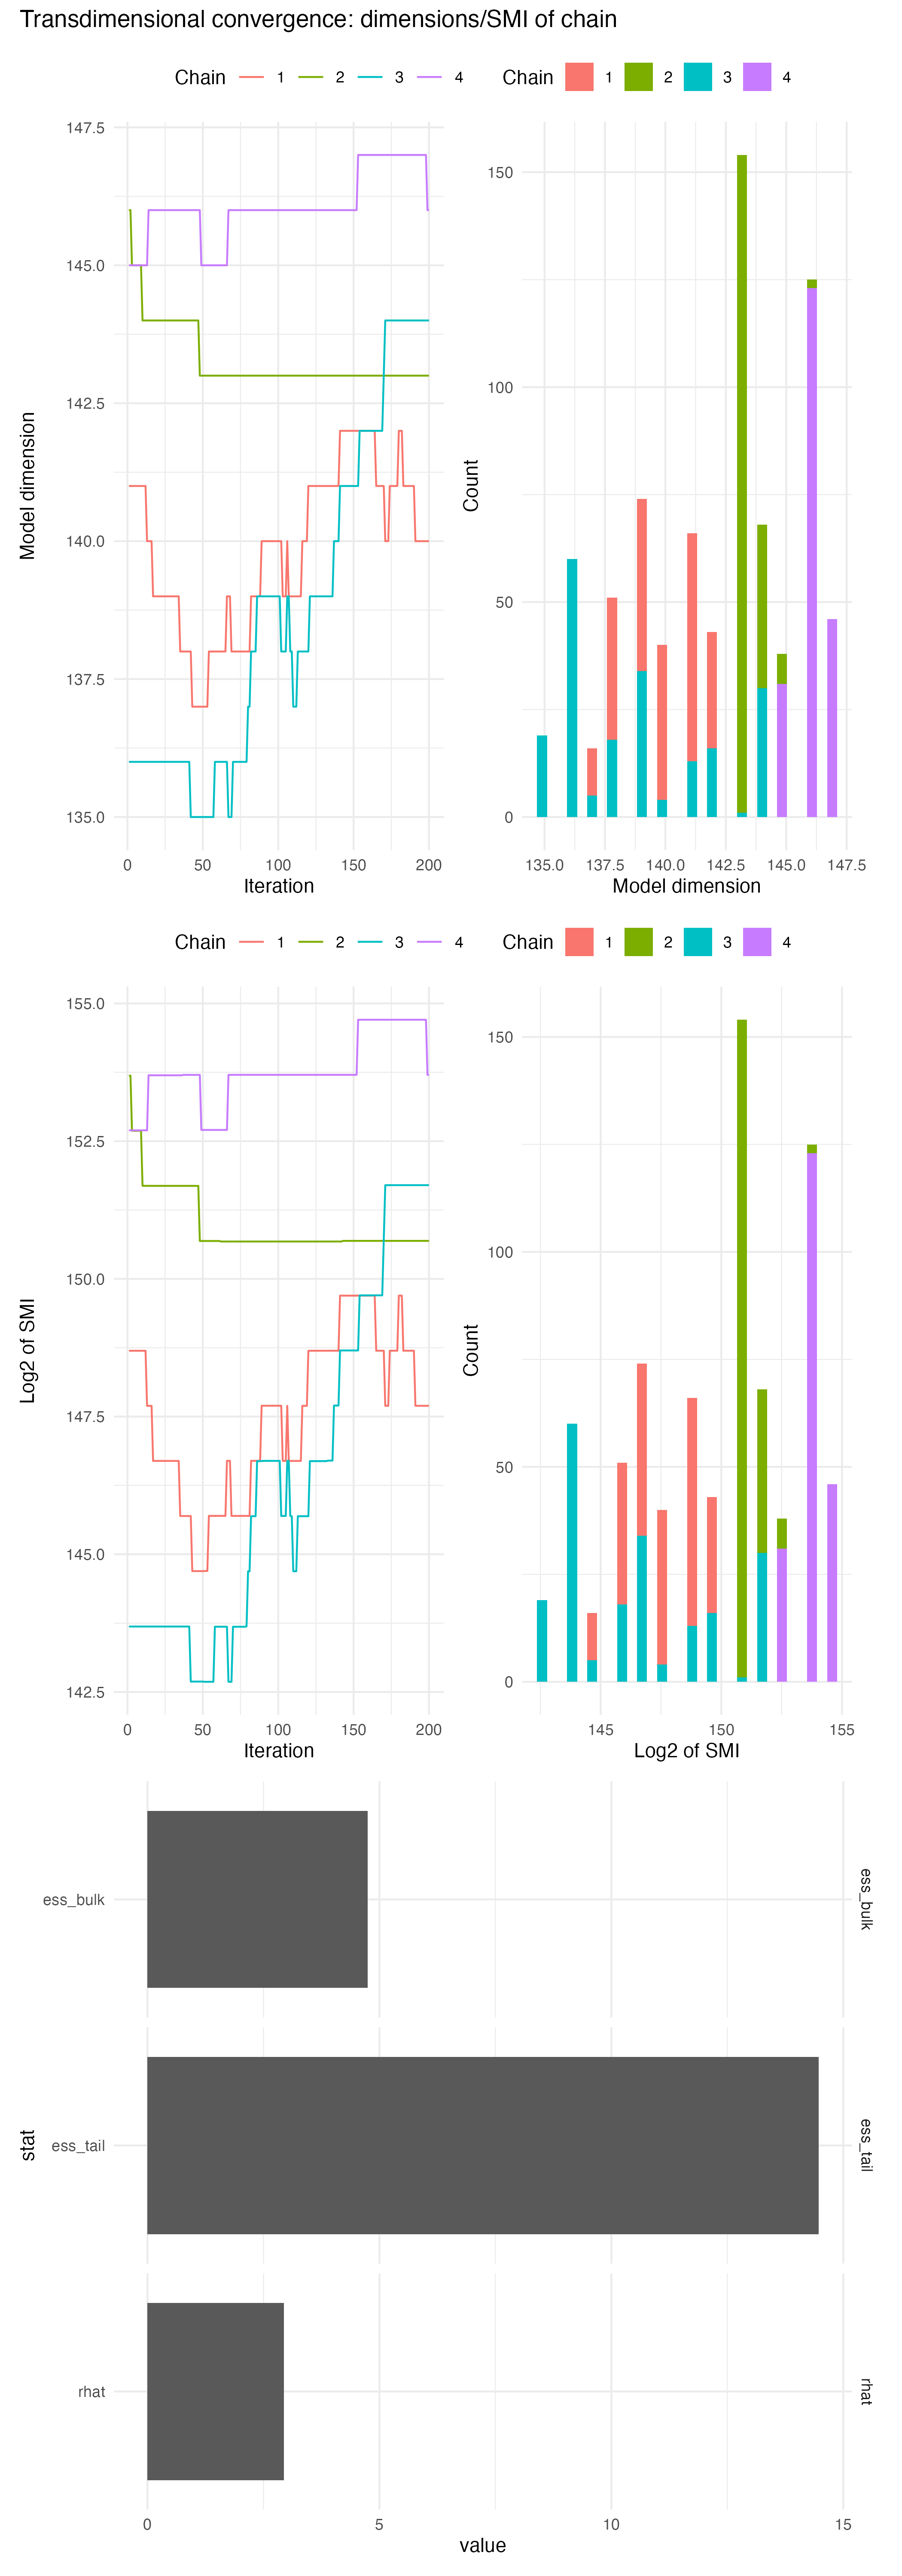 Transdimensional convergence: dimensions/SMI of chain
Chain 1 2 3 4
Chain 1 2 3 4
147.5
145.0
142.5
140.0
137.5
135.0
Model dimension
0 50 100 150 200
Iteration
150
100
50
0
Count
135.0 137.5 140.0 142.5 145.0 147.5
Model dimension
Chain 1 2 3 4
Chain 1 2 3 4
155.0
152.5
150.0
147.5
145.0
142.5
Log2 of SMI
0 50 100 150 200
Iteration
150
100
50
0
Count
145 150 155
Log2 of SMI
stat
ess_bulk
ess_bulk
ess_tail
ess_tail
rhat
rhat
0 5 10 15
value